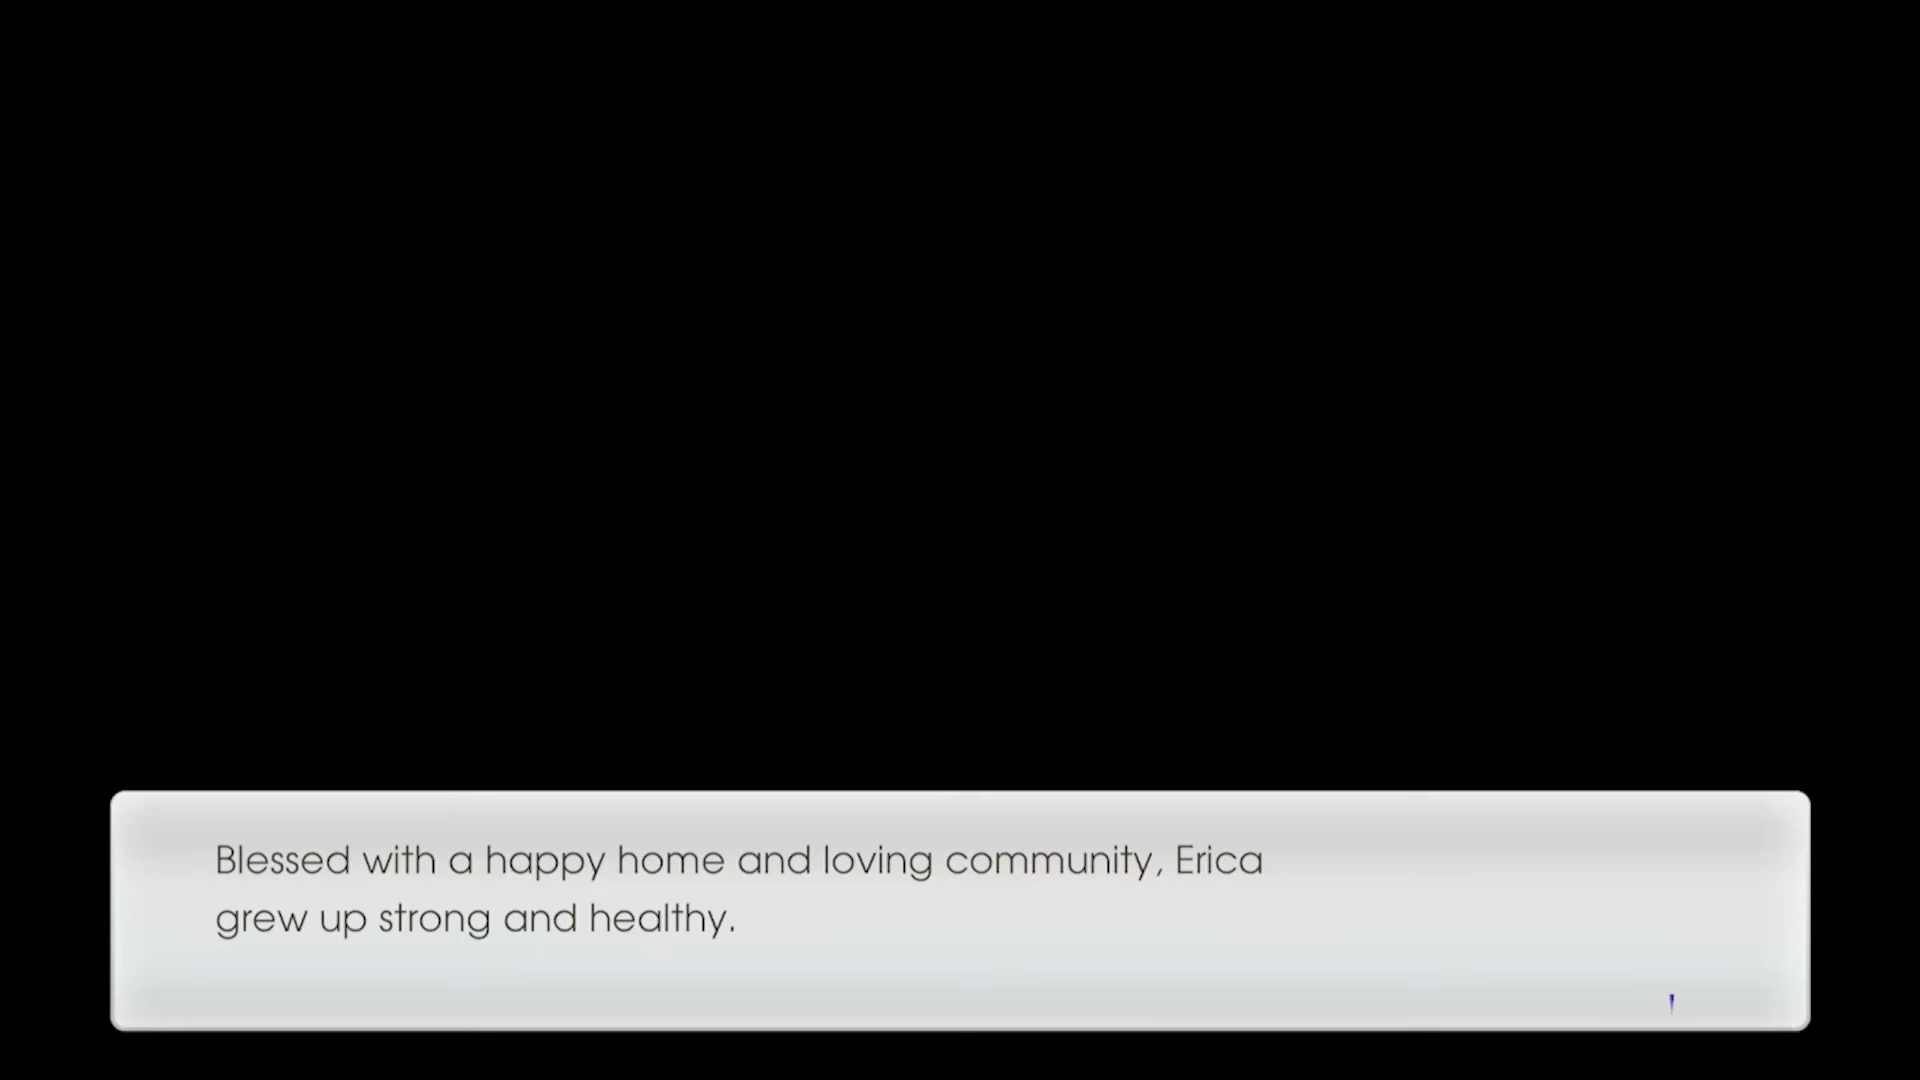 Blessed with a happy home and loving community, Erica
grew up strong and healthy.